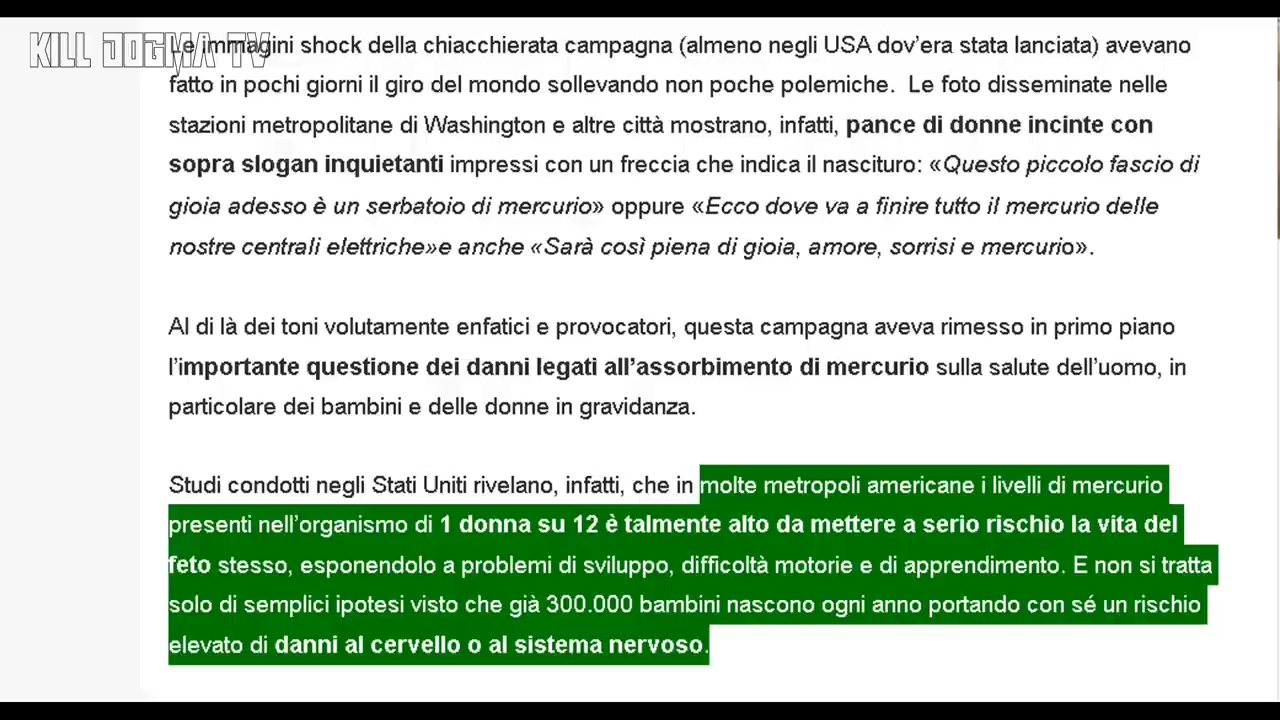 KILL DOGMA TV
Le immagini shock della chiacchierata campagna (almeno negli USA dov'era stata lanciata) avevano
fatto in pochi giorni il giro del mondo sollevando non poche polemiche.  Le foto disseminate nelle
stazioni metropolitane di Washington e altre città mostrano, infatti, pance di donne incinte con
sopra slogan inquietanti impressi con un freccia che indica il nascituro: «Questo piccolo fascio di
gioia adesso è un serbatoio di mercurio» oppure «Ecco dove va a finire tutto il mercurio delle
nostre centrali elettriche»e anche «Sarà così piena di gioia, amore, sorrisi e mercurio».
Al di là dei toni volutamente enfatici e provocatori, questa campagna aveva rimesso in primo piano
l'importante questione dei danni legati all'assorbimento di mercurio sulla salute dell'uomo, in
particolare dei bambini e delle donne in gravidanza.
Studi condotti negli Stati Uniti rivelano, infatti, che in molte metropoli americane i livelli di mercurio
presenti nell'organismo di 1 donna su 12 è talmente alto da mettere a serio rischio la vita del
feto stesso, esponendolo a problemi di sviluppo, difficoltà motorie e di apprendimento. E non si tratta
solo di semplici ipotesi visto che già 300.000 bambini nascono ogni anno portando con sé un rischio
elevato di danni al cervello o al sistema nervoso.